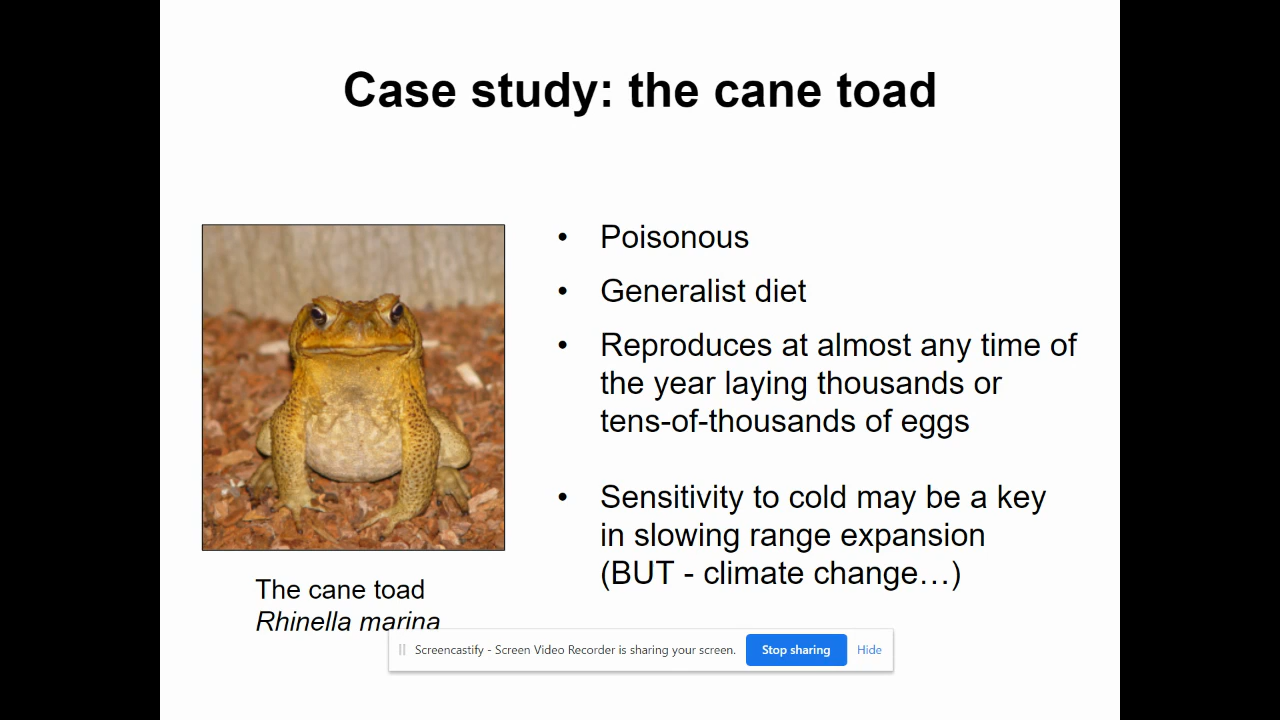 Case study: the cane toad
• Poisonous
• Generalist diet
• Reproduces at almost any time of
the year laying thousands or
tens-of-thousands of eggs
• Sensitivity to cold may be a key
in slowing range expansion
(BUT - climate change…)
The cane toad
Rhinella marina
Screencastify - Screen Video Recorder is sharing your screen. Stop sharing Hide